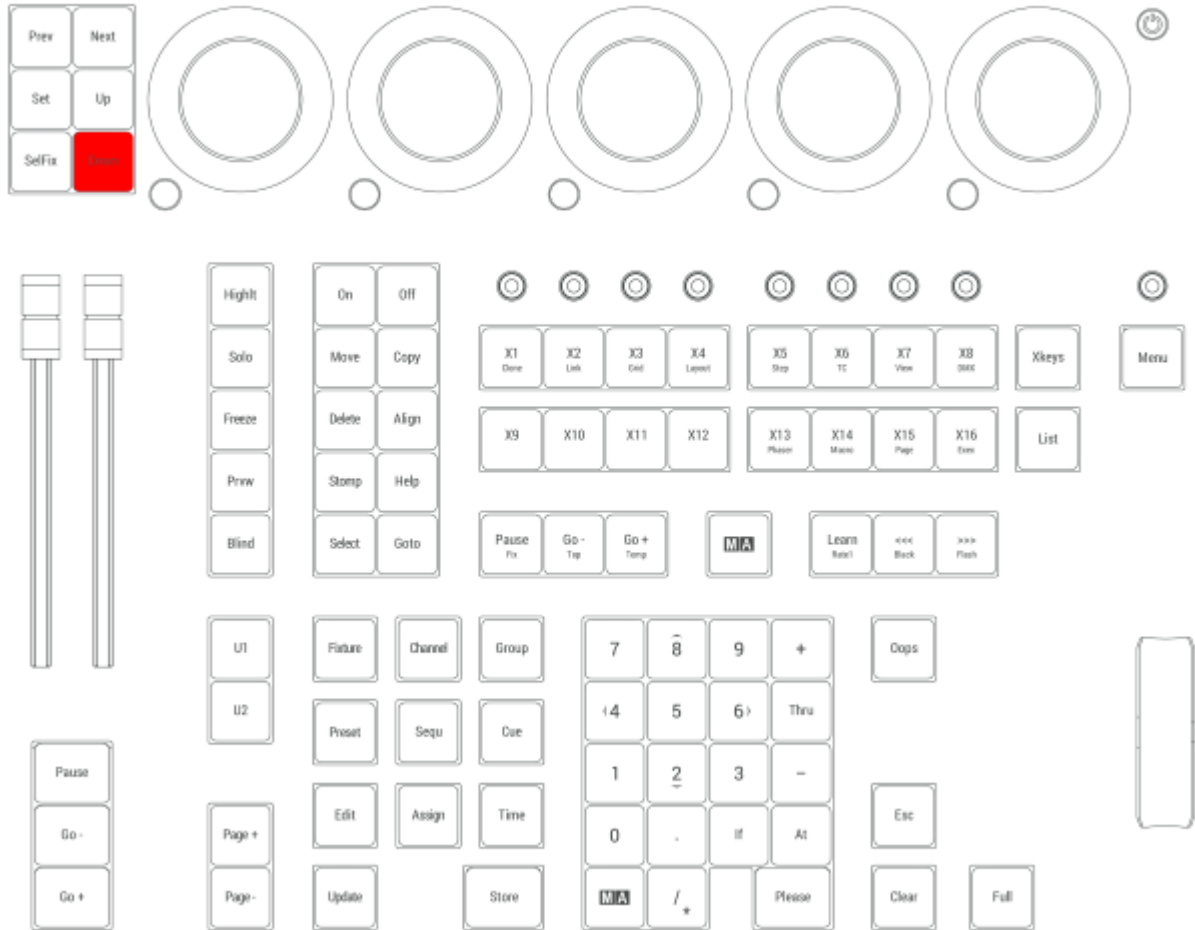 Prev Next
Set Up
SelFix Down
Highlt On Off
Solo Move Copy X1 X2 X3 X4 X5 X6 X7 X8 Xkeys Menu
Clone Link Grid Layout Step TC View DMX
Freeze Delete Align X9 X10 X11 X12 X13 X14 X15 X16 List
Phaser Macro Page Exec
Prvw Stomp Help
Blind Select Goto Pause Go - Go + MA Learn <<< >>>
Fix Top Temp Rate1 Black Flash
U1 Fixture Channel Group 7 8 9 + Oops
U2 Preset Sequ Cue 4 5 6 Thru
Pause 1 2 3 -
Go - Page + Edit Assign Time 0 . If At Esc
Go + Page - Update Store MA / * Please Clear Full